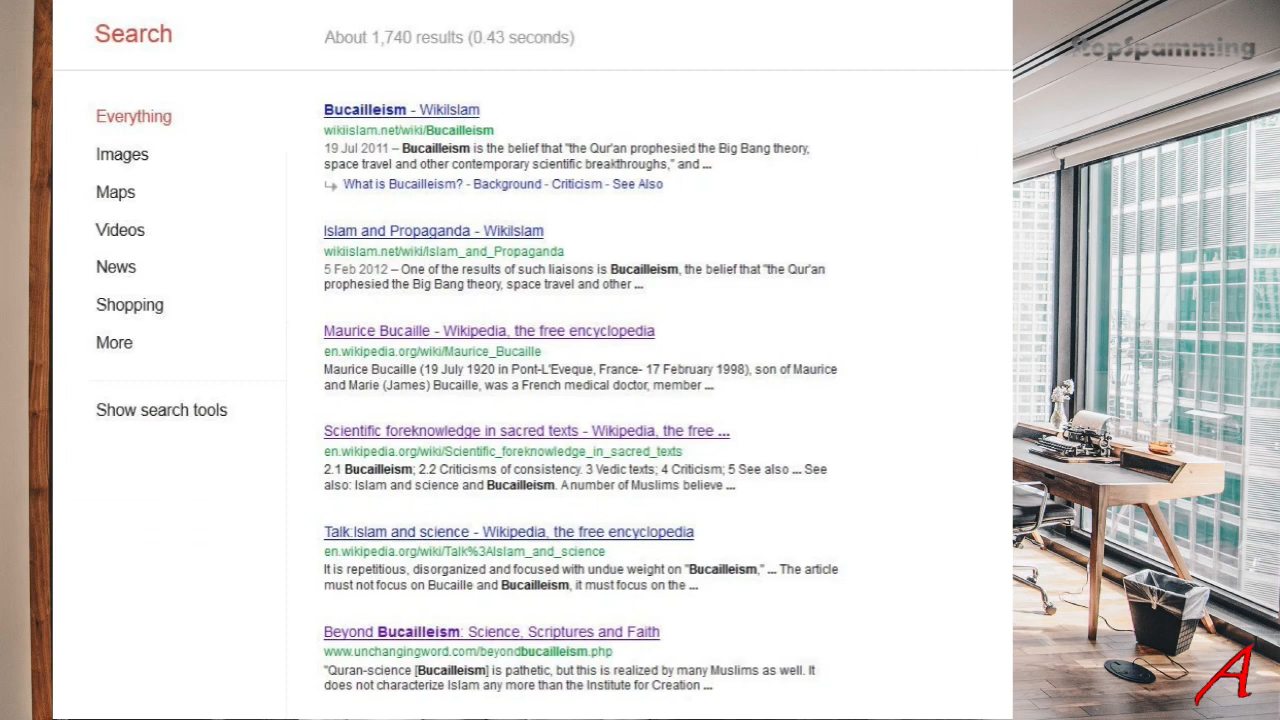 StopSpamming
Search
About 1,740 results (0.43 seconds)
Everything
Images
Maps
Videos
News
Shopping
More
Show search tools
Bucailleism - WikiIslam
wikiislam.net/wiki/Bucailleism
19 Jul 2011 – Bucailleism is the belief that "the Qur'an prophesied the Big Bang theory,
space travel and other contemporary scientific breakthroughs," and ...
What is Bucailleism? - Background - Criticism - See Also
Islam and Propaganda - WikiIslam
wikiislam.net/wiki/Islam_and_Propaganda
5 Feb 2012 – One of the results of such liaisons is Bucailleism, the belief that "the Qur'an
prophesied the Big Bang theory, space travel and other ...
Maurice Bucaille - Wikipedia, the free encyclopedia
en.wikipedia.org/wiki/Maurice_Bucaille
Maurice Bucaille (19 July 1920 in Pont-L'Eveque, France- 17 February 1998), son of Maurice
and Marie (James) Bucaille, was a French medical doctor, member ...
Scientific foreknowledge in sacred texts - Wikipedia, the free ...
en.wikipedia.org/wiki/Scientific_foreknowledge_in_sacred_texts
2.1 Bucailleism; 2.2 Criticisms of consistency. 3 Vedic texts; 4 Criticism; 5 See also ... See
also: Islam and science and Bucailleism. A number of Muslims believe ...
Talk:Islam and science - Wikipedia, the free encyclopedia
en.wikipedia.org/wiki/Talk%3AIslam_and_science
It is repetitious, disorganized and focused with undue weight on "Bucailleism," ... The article
must not focus on Bucaille and Bucailleism, it must focus on the ...
Beyond Bucailleism: Science, Scriptures and Faith
www.unchangingword.com/beyondbucailleism.php
"Quran-science [Bucailleism] is pathetic, but this is realized by many Muslims as well. It
does not characterize Islam any more than the Institute for Creation ...
A